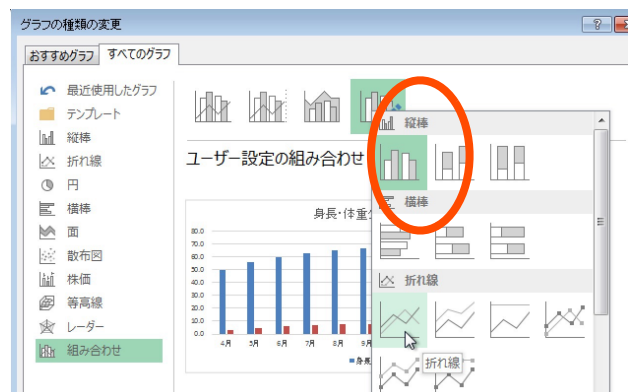 グラフの種類の変更
おすすめグラフ すべてのグラフ
最近使用したグラフ
テンプレート
縦棒
折れ線
円
横棒
面
散布図
株価
等高線
レーダー
組み合わせ
ユーザー設定の組み合わせ
身長・体重
80.0
70.0
60.0
50.0
40.0
30.0
20.0
10.0
0.0
4月 5月 6月 7月 8月 9月
身長
縦棒
横棒
折れ線
折れ線